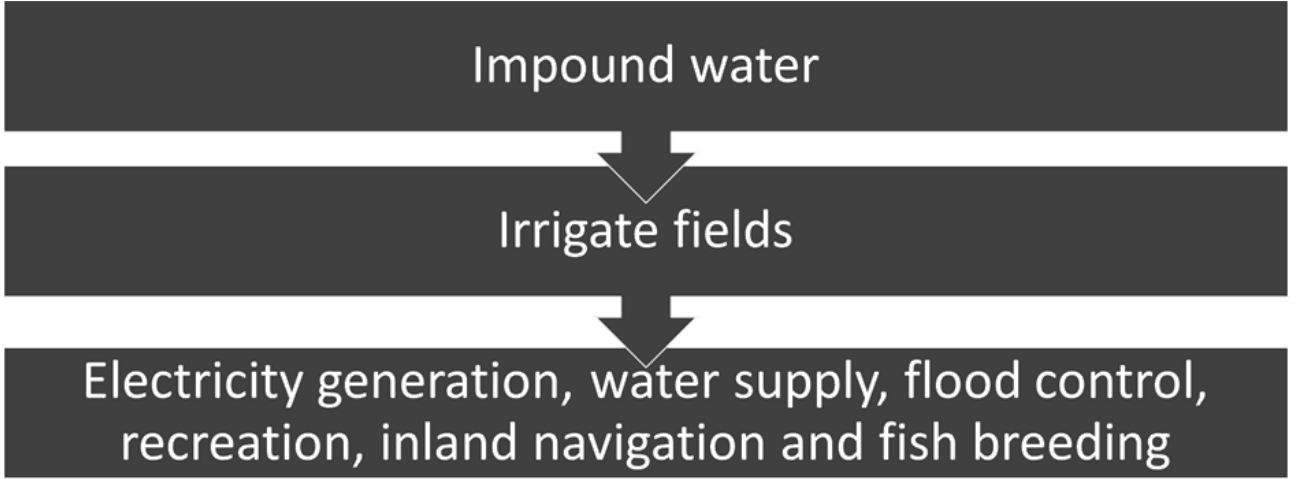 Impound water
Irrigate fields
Electricity generation, water supply, flood control,
recreation, inland navigation and fish breeding